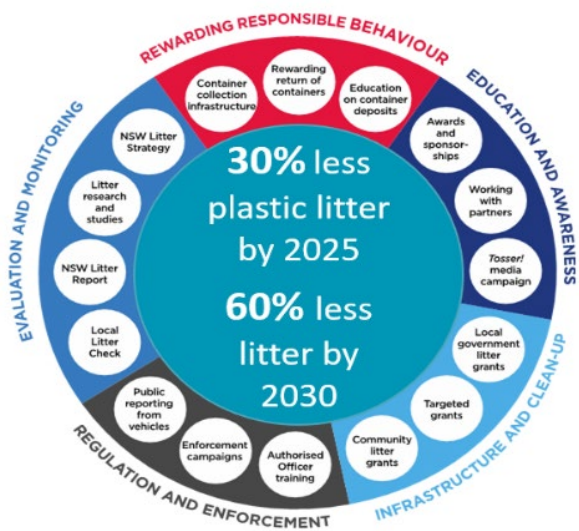 REWARDING RESPONSIBLE BEHAVIOUR
Container
collection
infrastructure
Rewarding
return of
containers
Education
on container
deposits
EDUCATION AND AWARENESS
Awards
and
sponsor-
ships
Working
with
partners
Tosser!
media
campaign
INFRASTRUCTURE AND CLEAN-UP
Local
government
litter
grants
Targeted
grants
Community
litter
grants
REGULATION AND ENFORCEMENT
Authorised
Officer
training
Enforcement
campaigns
Public
reporting
from
vehicles
EVALUATION AND MONITORING
Local
Litter
Check
NSW Litter
Report
Litter
research
and
studies
NSW Litter
Strategy
30% less
plastic litter
by 2025
60% less
litter by
2030